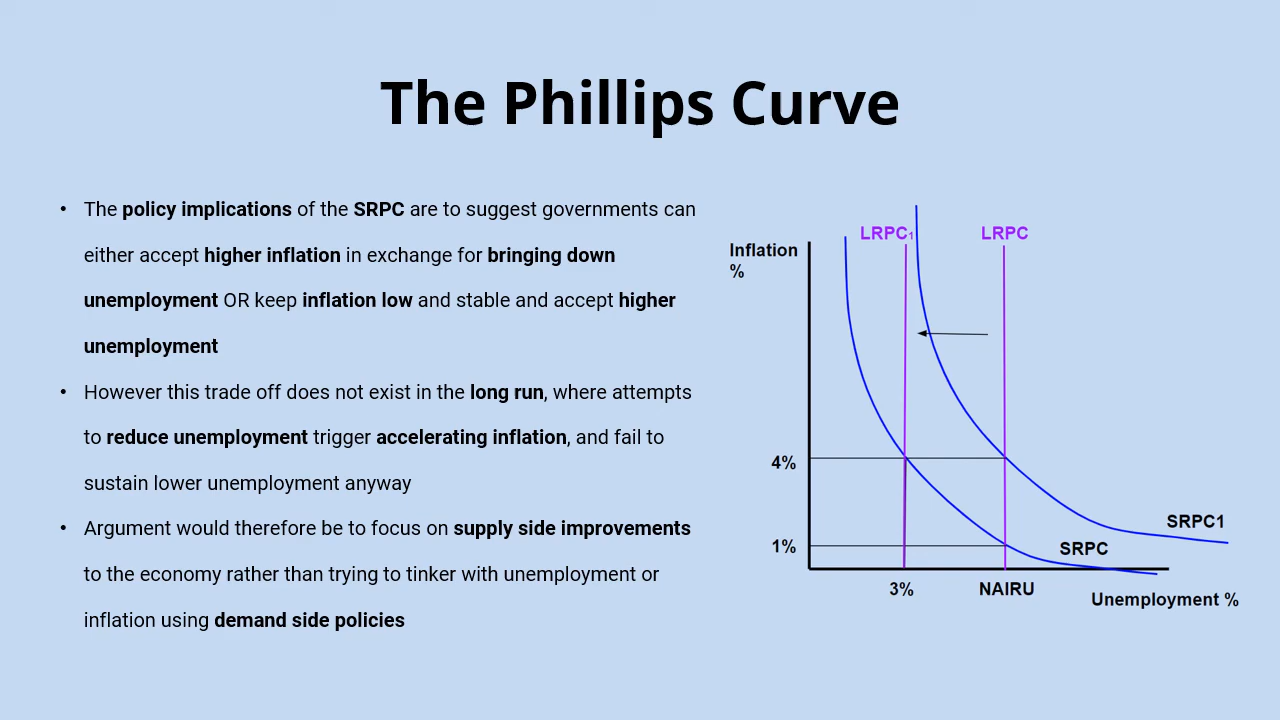 The Phillips Curve
• The policy implications of the SRPC are to suggest governments can
either accept higher inflation in exchange for bringing down
unemployment OR keep inflation low and stable and accept higher
unemployment
• However this trade off does not exist in the long run, where attempts
to reduce unemployment trigger accelerating inflation, and fail to
sustain lower unemployment anyway
• Argument would therefore be to focus on supply side improvements
to the economy rather than trying to tinker with unemployment or
inflation using demand side policies
LRPC₁
LRPC
Inflation
%
4%
1%
SRPC1
SRPC
3%
NAIRU
Unemployment %